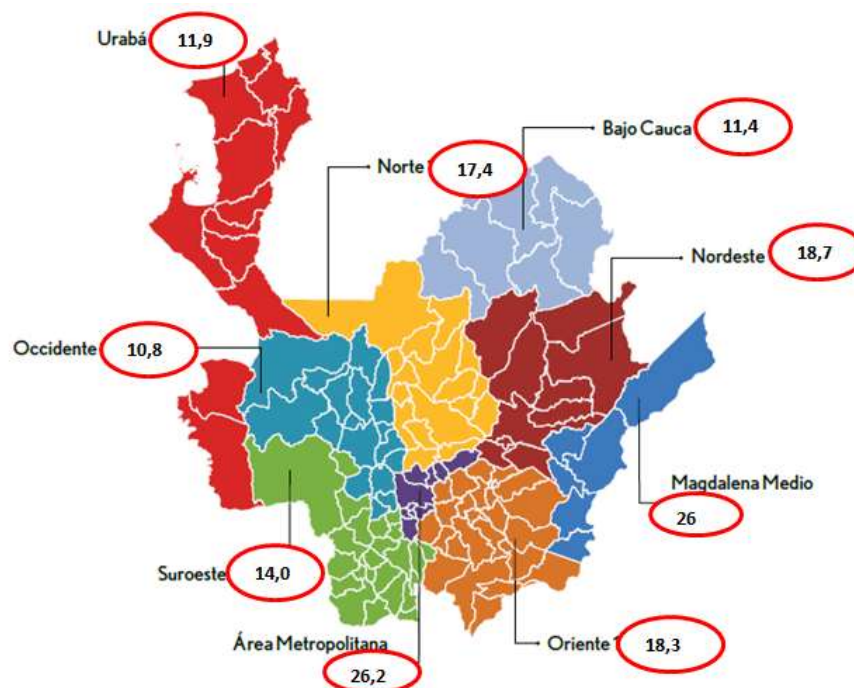 Urabá 11,9
Bajo Cauca 11,4
Norte 17,4
Nordeste 18,7
Occidente 10,8
Magdalena Medio
26
Suroeste 14,0
Área Metropolitana
Oriente 18,3
26,2